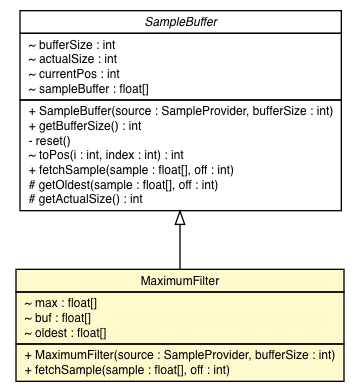 SampleBuffer
~ bufferSize : int
~ actualSize : int
~ currentPos : int
~ sampleBuffer : float[]
+ SampleBuffer(source : SampleProvider, bufferSize : int)
+ getBufferSize() : int
- reset()
~ toPos(i : int, index : int) : int
+ fetchSample(sample : float[], off : int)
# getOldest(sample : float[], off : int)
# getActualSize() : int
MaximumFilter
~ max : float[]
~ buf : float[]
~ oldest : float[]
+ MaximumFilter(source : SampleProvider, bufferSize : int)
+ fetchSample(sample : float[], off : int)